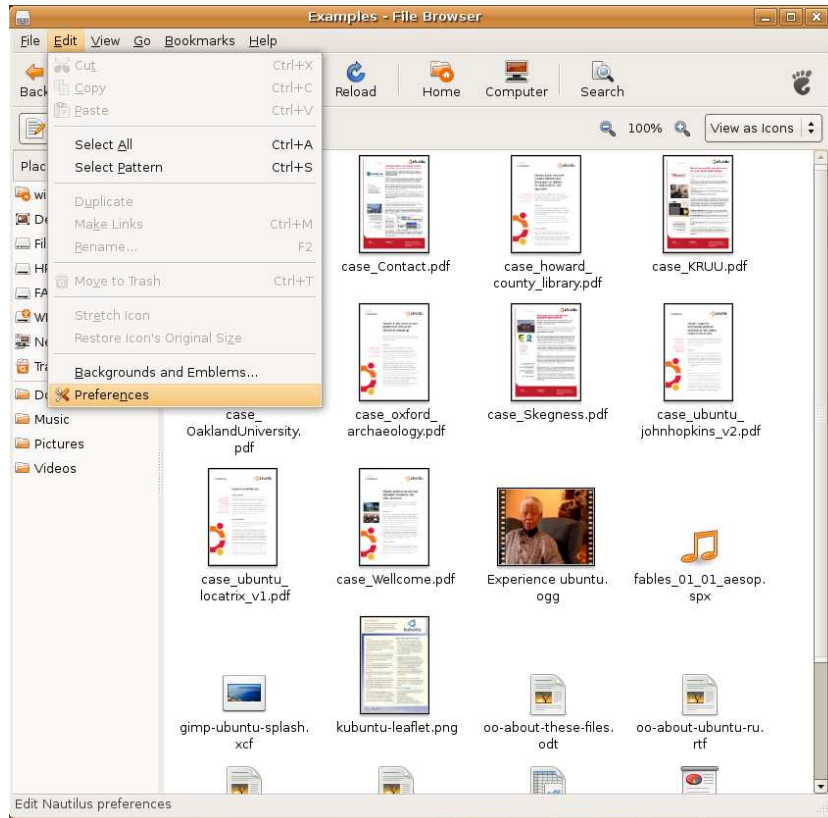 Examples - File Browser
File Edit View Go Bookmarks Help
Back Reload Home Computer Search
100% View as Icons
Cut Ctrl+X
Copy Ctrl+C
Paste Ctrl+V
Select All Ctrl+A
Select Pattern Ctrl+S
Duplicate
Make Links Ctrl+M
Rename... F2
Move to Trash Ctrl+T
Stretch Icon
Restore Icon's Original Size
Backgrounds and Emblems...
Preferences
Music
Pictures
Videos
case_Contact.pdf
case_howard_
county_library.pdf
case_KRUU.pdf
case_
OaklandUniversity.
pdf
case_oxford_
archaeology.pdf
case_Skegness.pdf
case_ubuntu_
johnhopkins_v2.pdf
case_ubuntu_
locatrix_v1.pdf
case_Wellcome.pdf
Experience ubuntu.
ogg
fables_01_01_aesop.
spx
gimp-ubuntu-splash.
xcf
kubuntu-leaflet.png
oo-about-these-files.
odt
oo-about-ubuntu-ru.
rtf
Edit Nautilus preferences